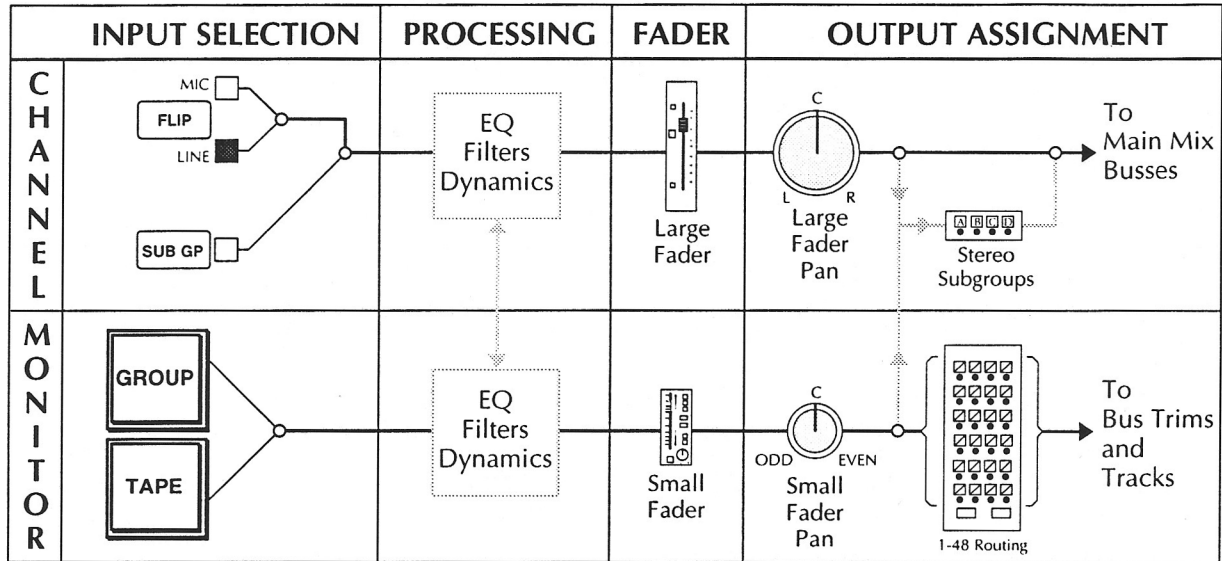 INPUT SELECTION
PROCESSING
FADER
OUTPUT ASSIGNMENT
CHANNEL
MIC
FLIP
LINE
SUB GP
EQ
Filters
Dynamics
Large
Fader
C
L R
Large
Fader
Pan
A B C D
Stereo
Subgroups
To
Main Mix
Busses
MONITOR
GROUP
TAPE
EQ
Filters
Dynamics
Small
Fader
C
ODD EVEN
Small
Fader
Pan
1-48 Routing
To
Bus Trims
and
Tracks